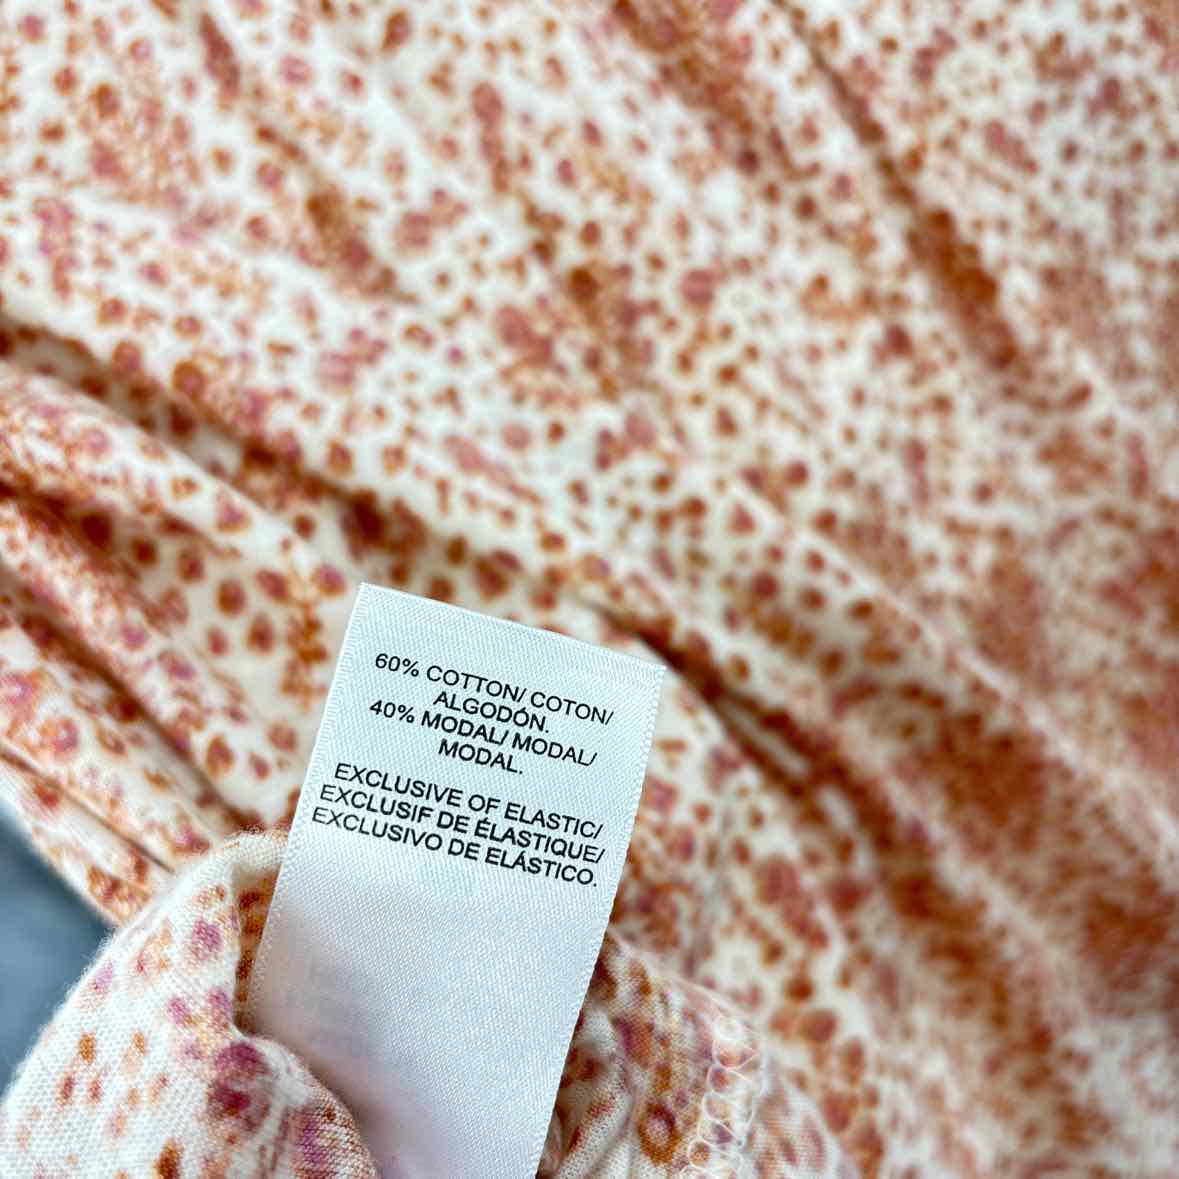 60% COTTON/ COTON/
ALGODÓN.
40% MODAL/ MODAL/
MODAL.
EXCLUSIVE OF ELASTIC/
EXCLUSIF DE ÉLASTIQUE/
EXCLUSIVO DE ELÁSTICO.